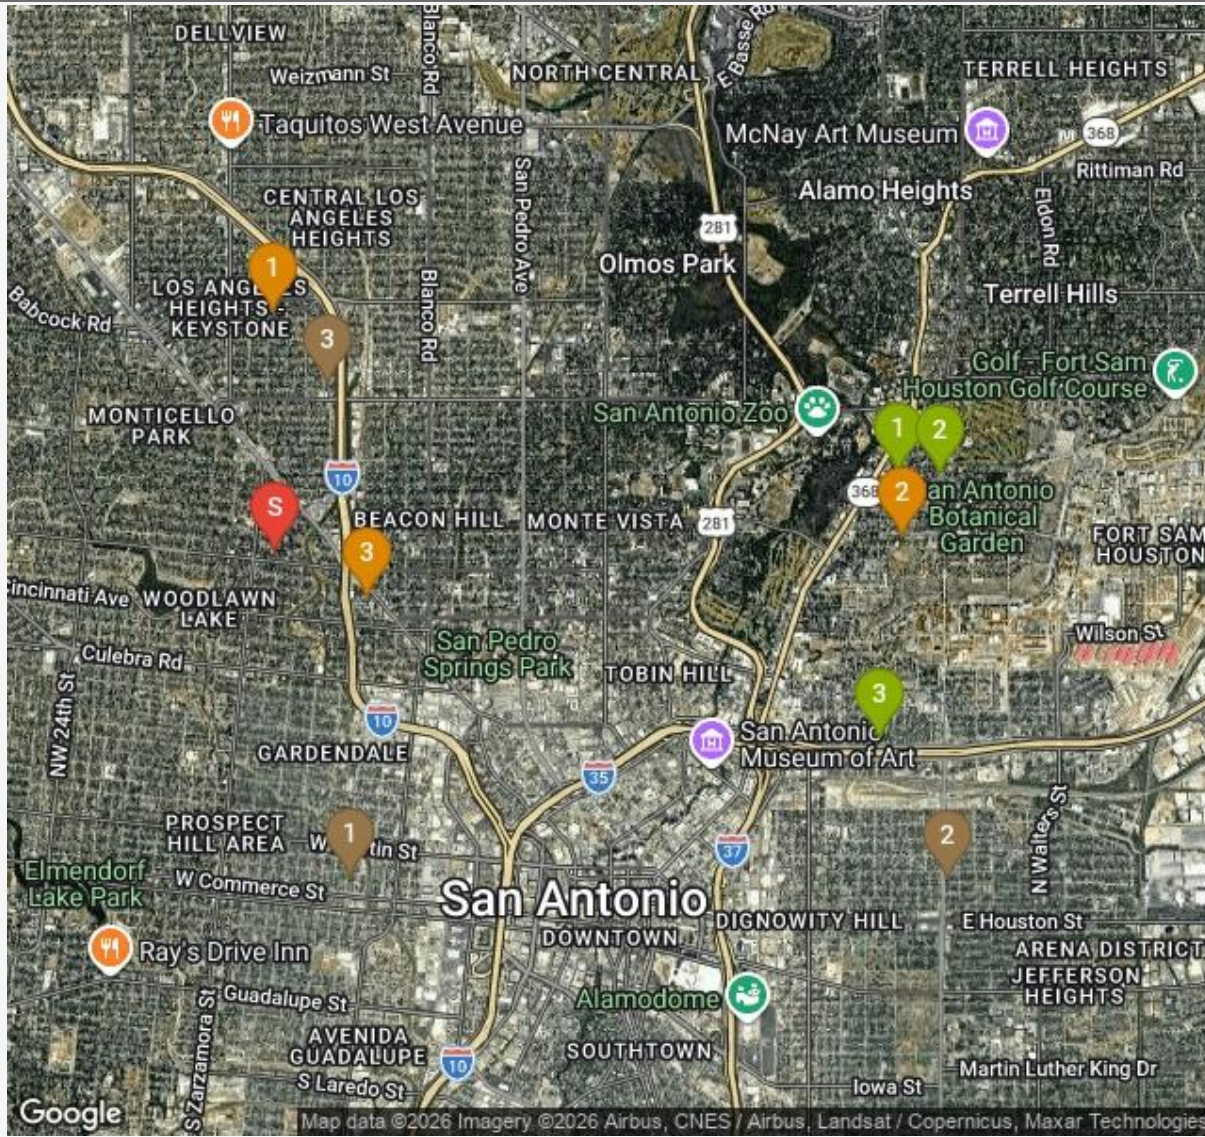 DELLVIEW
Weizmann St
Blanco Rd
NORTH CENTRAL
E Basse Rd
TERRELL HEIGHTS
Taquitos West Avenue
McNay Art Museum
368
Rittiman Rd
San Pedro Ave
CENTRAL LOS
ANGELES
HEIGHTS
Alamo Heights
Eldon Rd
281
1
Olmos Park
Blanco Rd
LOS ANGELES
HEIGHTS -
KEYSTONE
Babcock Rd
Terrell Hills
3
Golf - Fort Sam
Houston Golf Course
San Antonio Zoo
MONTICELLO
PARK
1
2
10
368
2
an Antonio
Botanical
Garden
S
BEACON HILL
MONTE VISTA
281
FORT SAM
HOUSTON
3
incinnati Ave
WOODLAWN
LAKE
San Pedro
Springs Park
Wilson St
Culebra Rd
TOBIN HILL
NW 24th St
3
10
GARDENDALE
San Antonio
Museum of Art
35
N Walters St
PROSPECT
HILL AREA
1
W tin St
2
37
Elmendorf
Lake Park
W Commerce St
San Antonio
DIGNOWITY HILL
E Houston St
DOWNTOWN
ARENA DISTRICT
Ray's Drive Inn
JEFFERSON
HEIGHTS
Guadalupe St
Alamodome
S Zarzamora St
AVENIDA
GUADALUPE
SOUTHTOWN
10
Martin Luther King Dr
S Laredo St
Iowa St
Google
Map data ©2026 Imagery ©2026 Airbus, CNES / Airbus, Landsat / Copernicus, Maxar Technologies